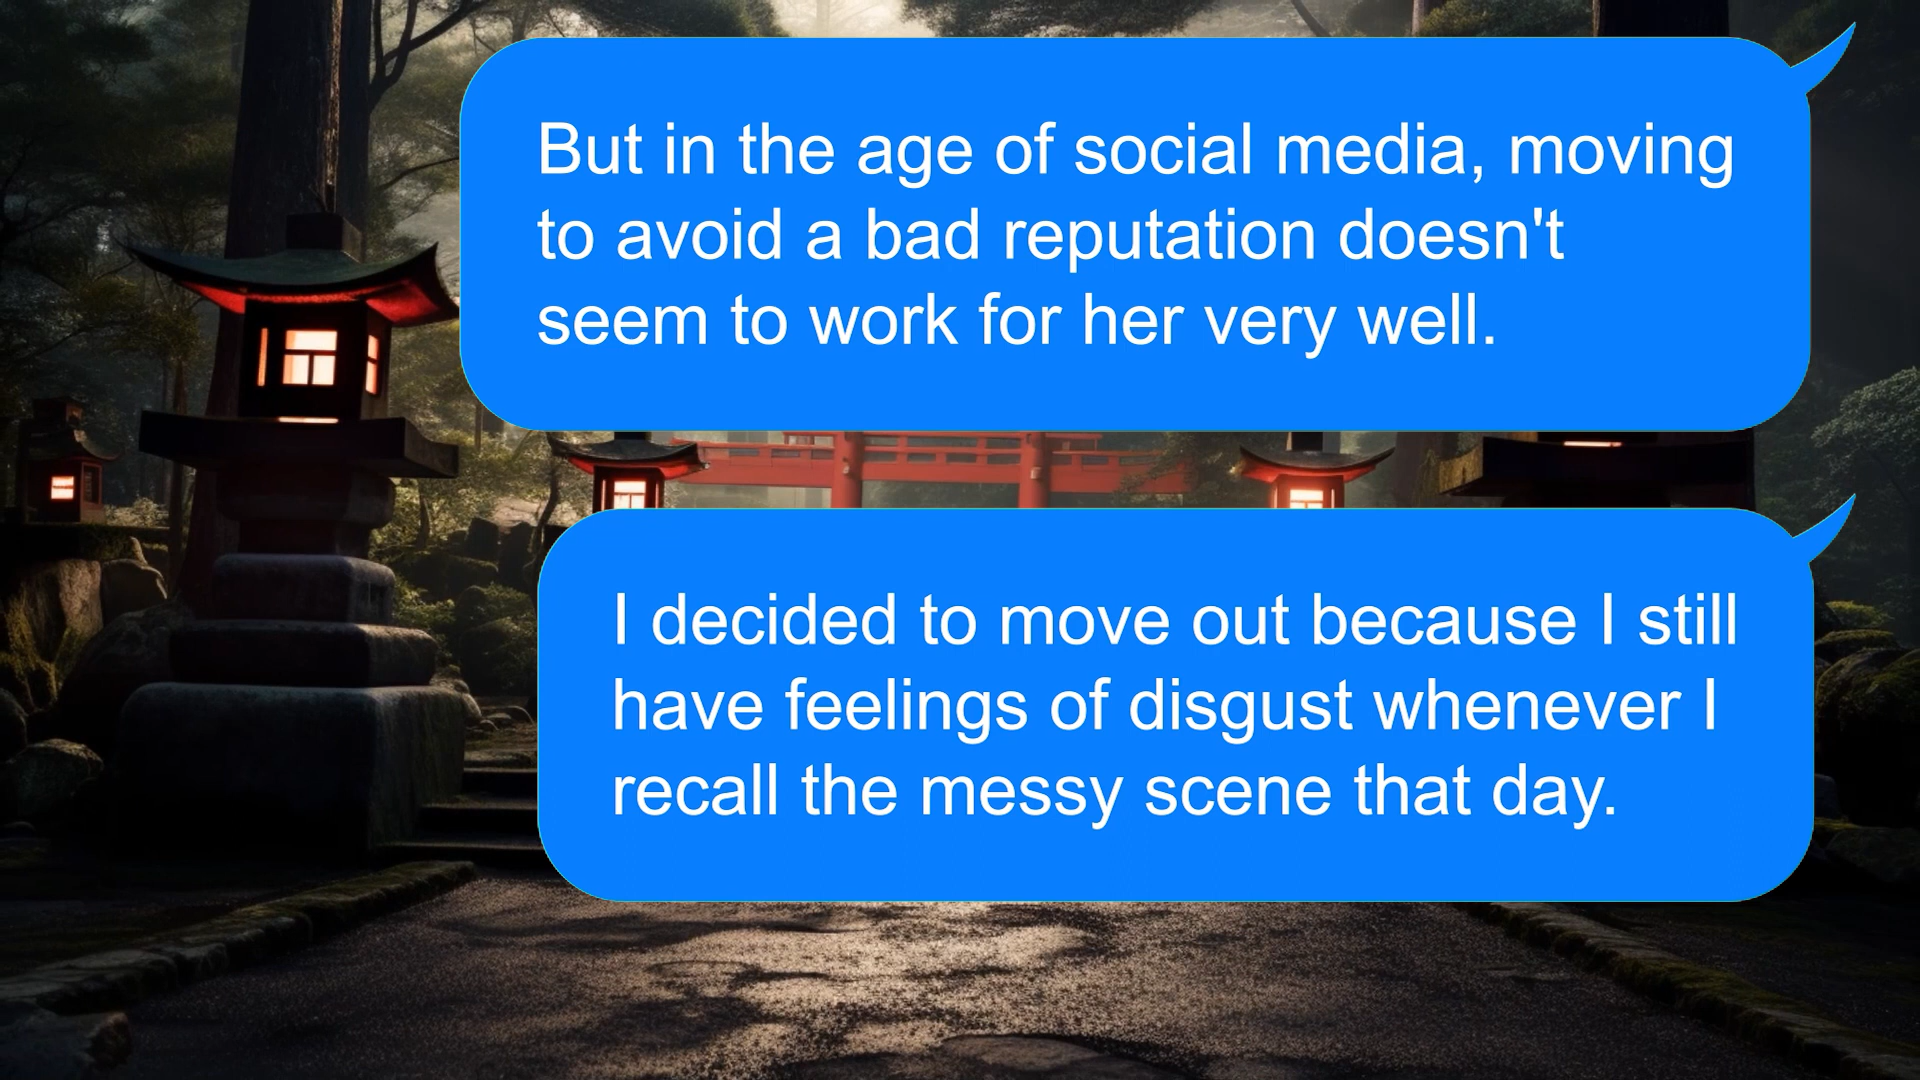 But in the age of social media, moving
to avoid a bad reputation doesn't
seem to work for her very well.
I decided to move out because I still
have feelings of disgust whenever I
recall the messy scene that day.